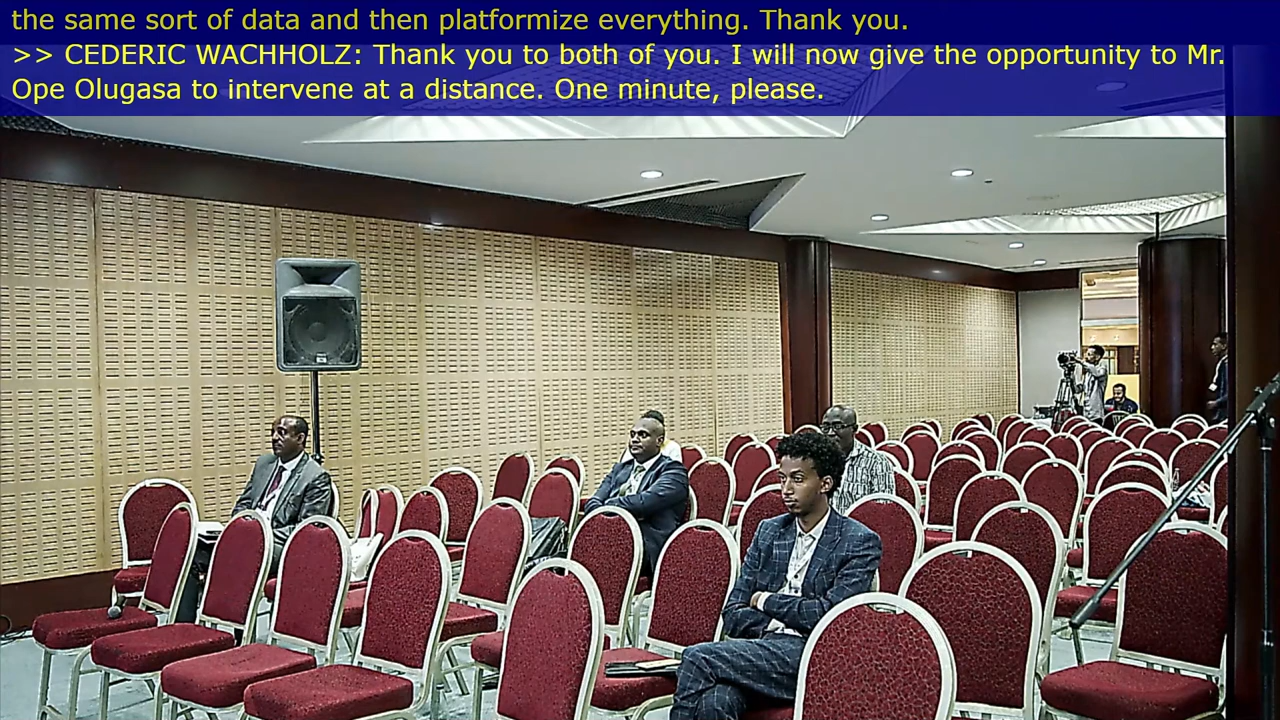 the same sort of data and then platformize everything. Thank you.
>> CEDERIC WACHHOLZ: Thank you to both of you. I will now give the opportunity to Mr.
Ope Olugasa to intervene at a distance. One minute, please.